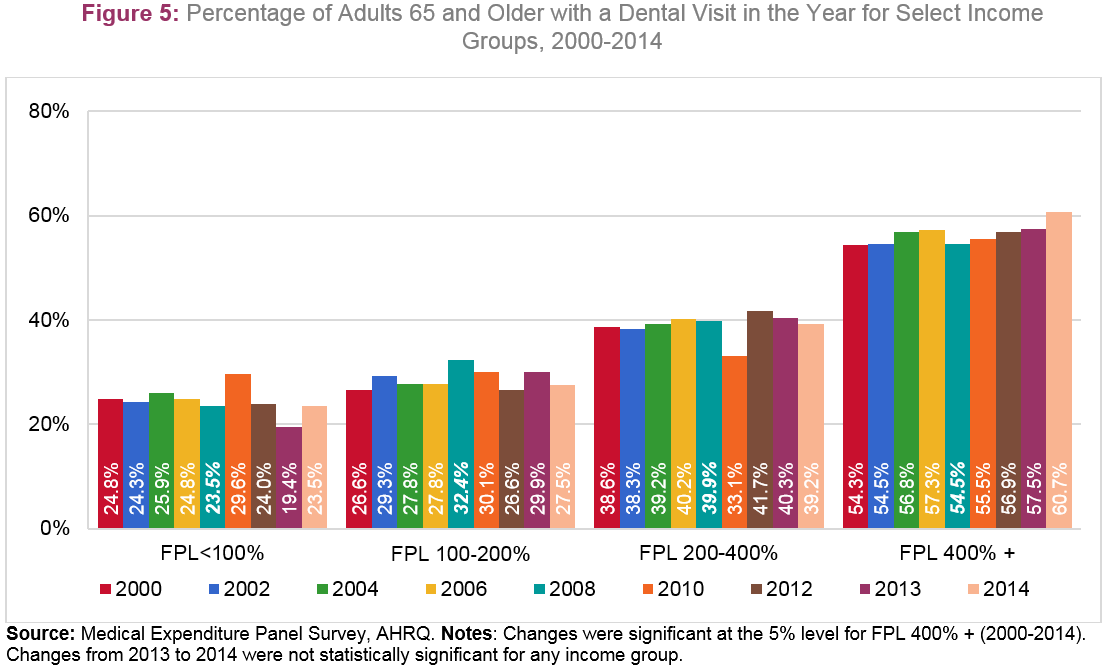 Figure 5: Percentage of Adults 65 and Older with a Dental Visit in the Year for Select Income
Groups, 2000-2014
80%
60%
40%
20%
0%
24.8% 24.3% 25.9% 24.8% 23.5% 29.6% 24.0% 19.4% 23.5%
26.6% 29.3% 27.8% 27.8% 32.4% 30.1% 26.6% 29.9% 27.5%
38.6% 38.3% 39.2% 40.2% 39.9% 33.1% 41.7% 40.3% 39.2%
54.3% 54.5% 56.8% 57.3% 54.5% 55.5% 56.9% 57.5% 60.7%
FPL<100% FPL 100-200% FPL 200-400% FPL 400% +
2000 2002 2004 2006 2008 2010 2012 2013 2014
Source: Medical Expenditure Panel Survey, AHRQ. Notes: Changes were significant at the 5% level for FPL 400% + (2000-2014).
Changes from 2013 to 2014 were not statistically significant for any income group.